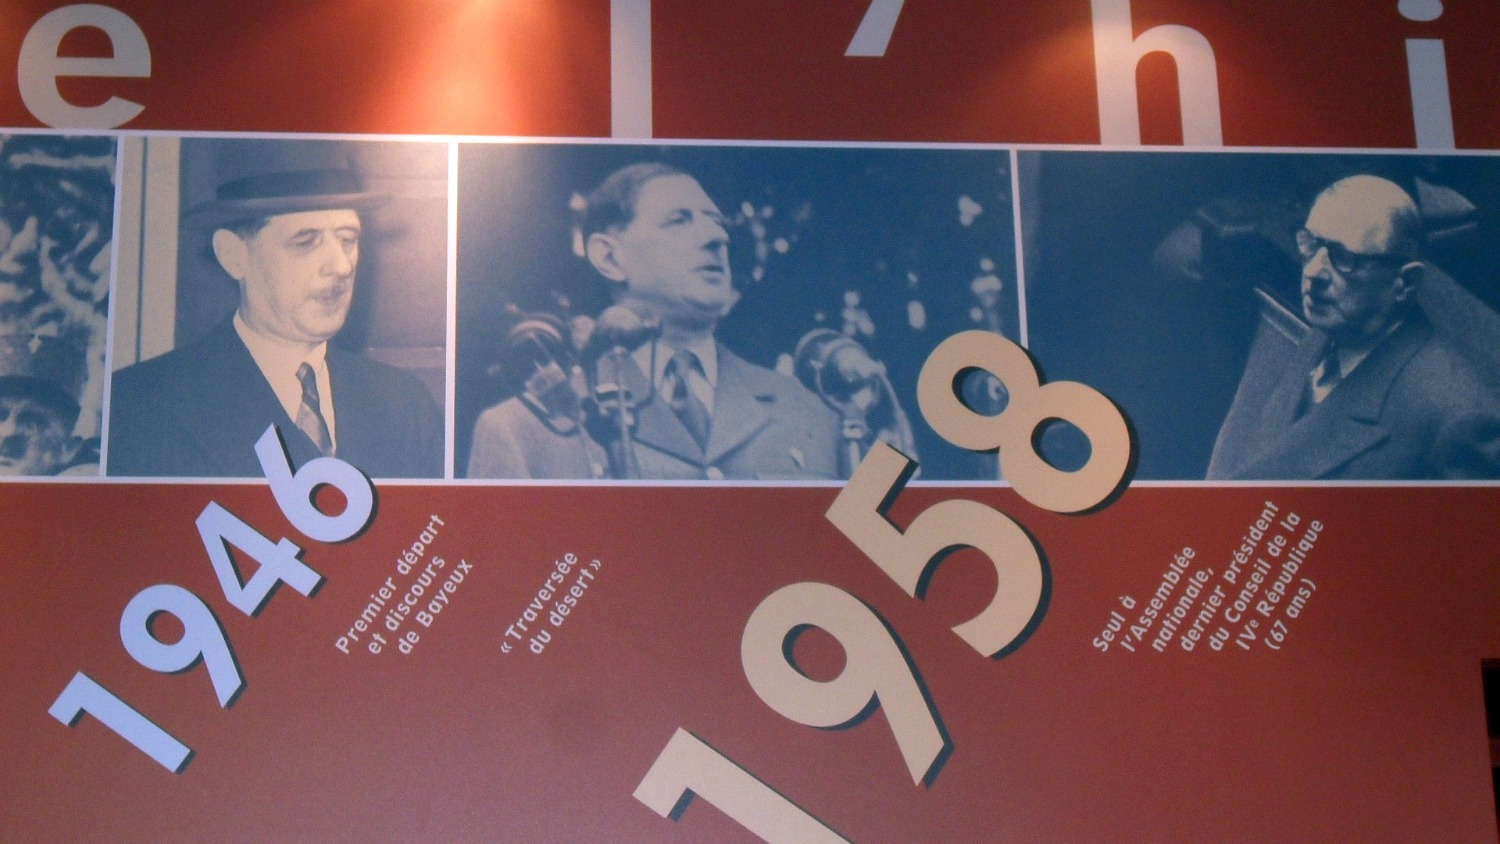 e l'hi
1946
Premier départ
et discours
de Bayeux
« Traversée
du désert »
1958
Seul à
l'Assemblée
nationale,
dernier président
du Conseil de la
IVe République
(67 ans)